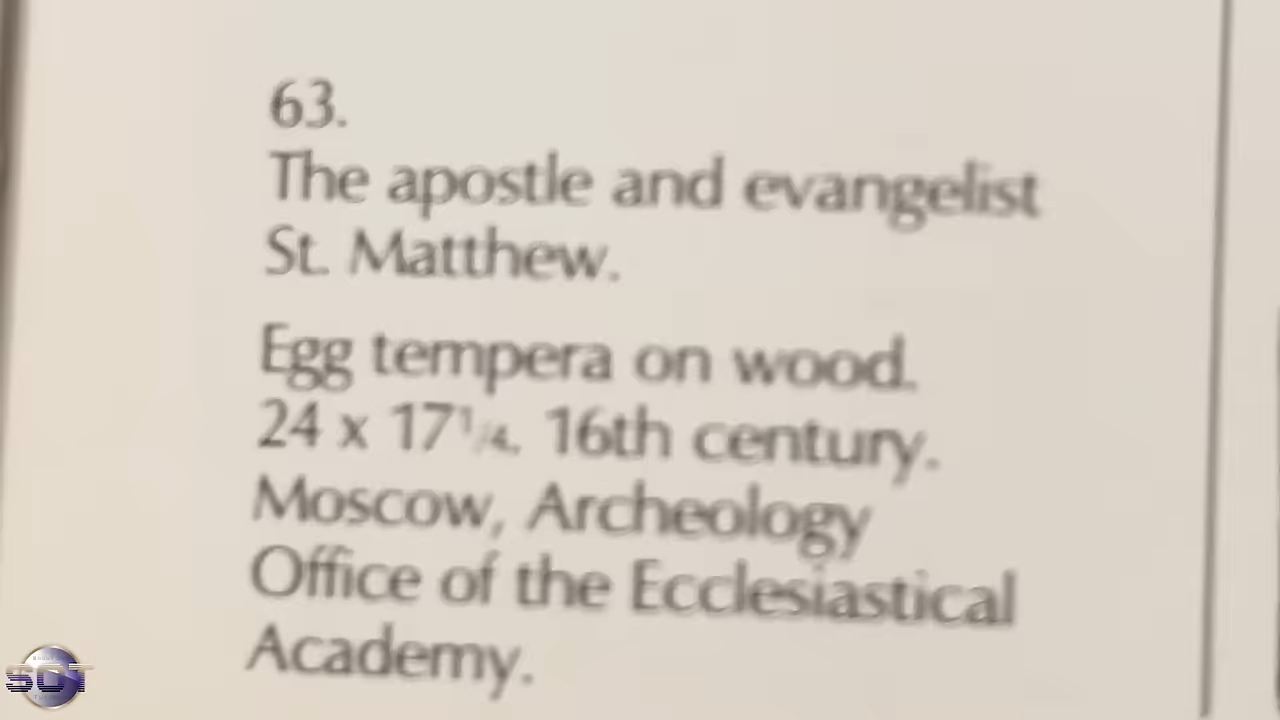 63.
The apostle and evangelist
St. Matthew.
Egg tempera on wood.
24 x 17¹/₄. 16th century.
Moscow, Archeology
Office of the Ecclesiastical
Academy.
SOT